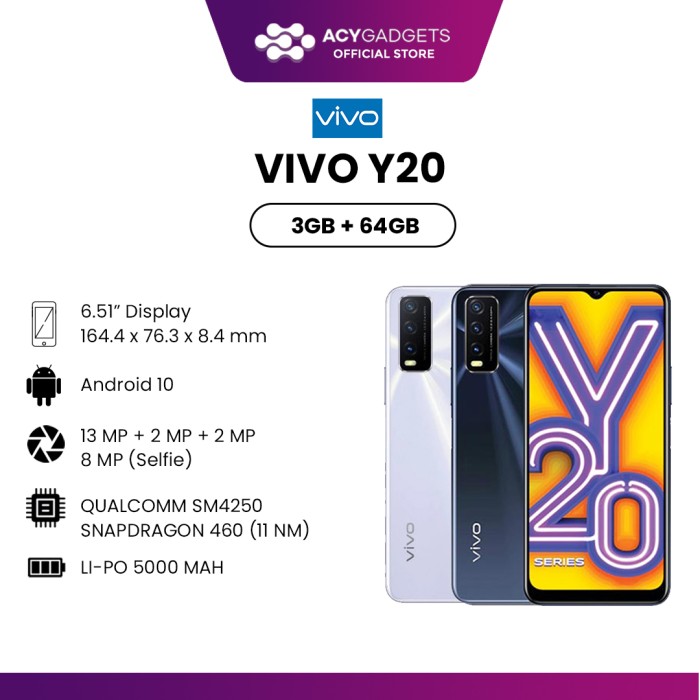 ACYGADGETS
OFFICIAL STORE
vivo
VIVO Y20
3GB + 64GB
6.51” Display
164.4 x 76.3 x 8.4 mm
Android 10
13 MP + 2 MP + 2 MP
8 MP (Selfie)
QUALCOMM SM4250
SNAPDRAGON 460 (11 NM)
LI-PO 5000 MAH
vivo
vivo
Y
20
SERIES